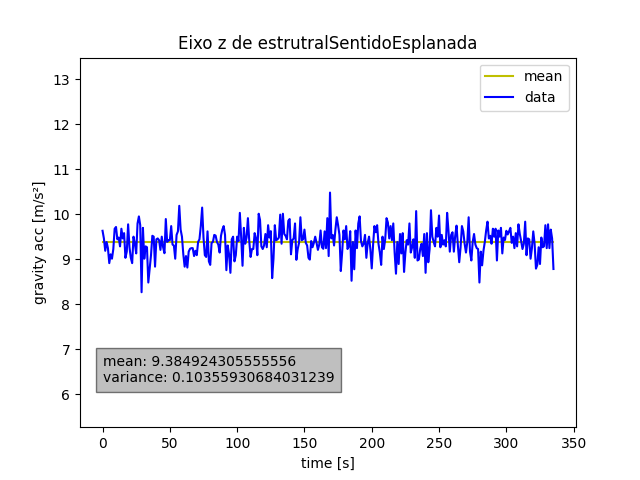 Eixo z de estrutralSentidoEsplanada
mean
data
gravity acc [m/s²]
13
12
11
10
9
8
7
6
mean: 9.384924305555556
variance: 0.10355930684031239
0
50
100
150
200
250
300
350
time [s]